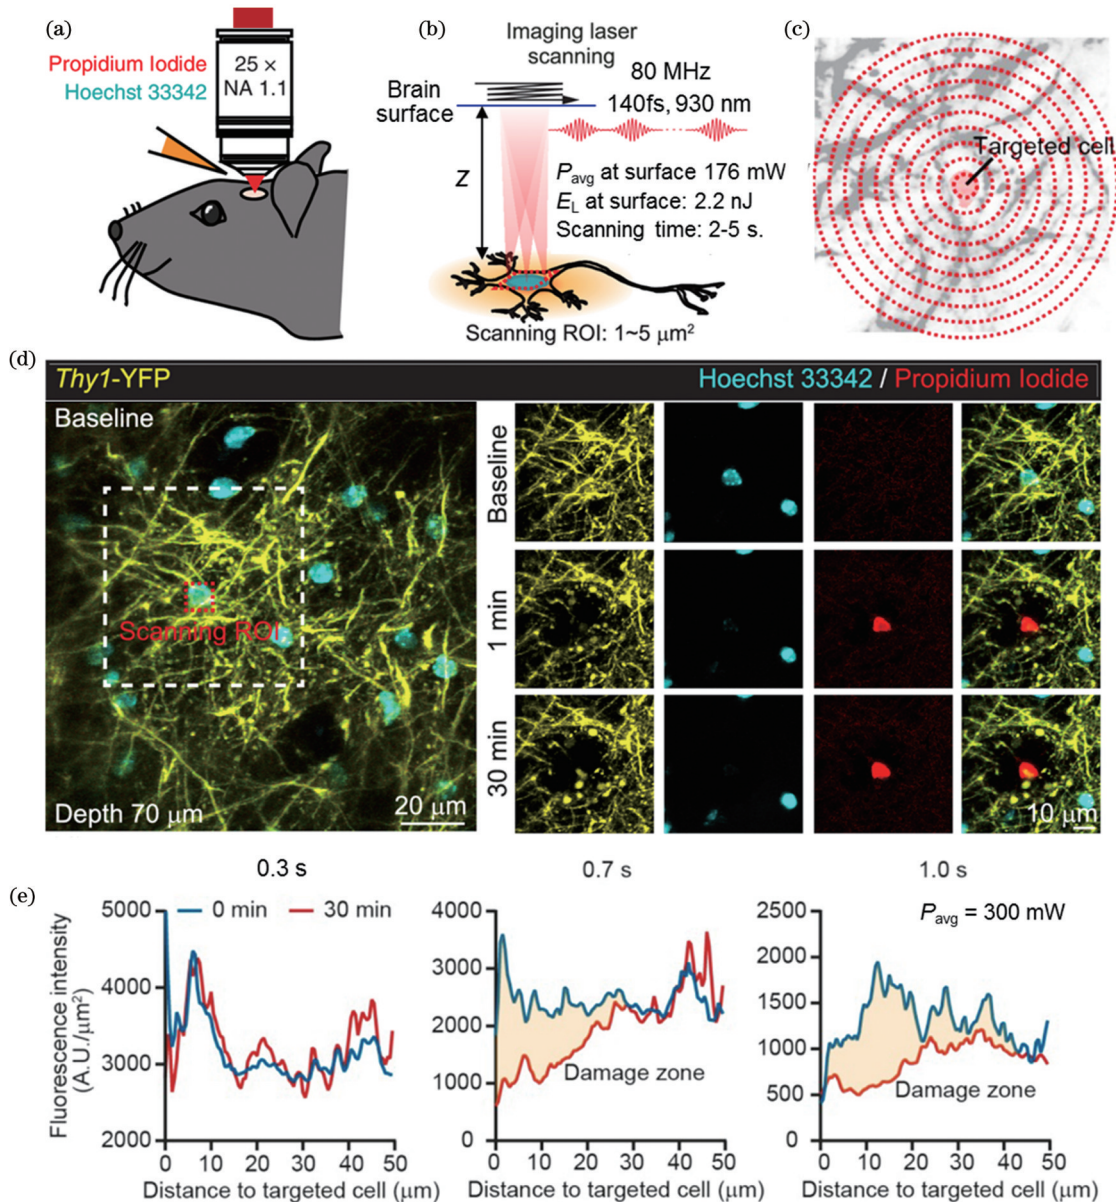 (a)
Propidium Iodide
Hoechst 33342
25 ×
NA 1.1
(b)
Imaging laser
scanning
80 MHz
140fs, 930 nm
Brain
surface
z
Pavg at surface 176 mW
EL at surface: 2.2 nJ
Scanning time: 2-5 s.
Scanning ROI: 1~5 μm²
(c)
Targeted cell
(d)
Thy1-YFP
Hoechst 33342 / Propidium Iodide
Baseline
Scanning ROI
Depth 70 μm
20 μm
Baseline
1 min
30 min
10 μm
(e)
0.3 s
0.7 s
1.0 s
0 min
30 min
Pavg = 300 mW
Fluorescence intensity
(A.U./μm²)
5000
4000
3000
2000
0 10 20 30 40 50
Distance to targeted cell (μm)
4000
3000
2000
1000
0
Damage zone
0 10 20 30 40 50
Distance to targeted cell (μm)
2500
2000
1500
1000
500
0
Damage zone
0 10 20 30 40 50
Distance to targeted cell (μm)